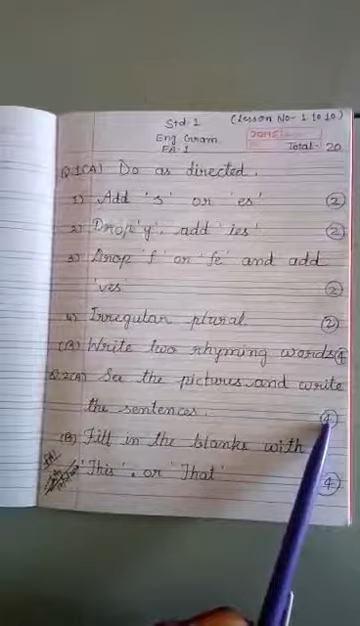 Std-1 (Lesson No- 1 to 10)
Eng Gram
FA-1 Total- 20
Q.1(A) Do as directed.
1) Add 's' or 'es' (2)
2) Drop 'y', add 'ies' (2)
3) Drop 'f' or 'fe' and add
'ves' (2)
4) Irregular plural (2)
(B) Write two rhyming words (4)
Q.2(A) See the pictures and write
the sentences. (4)
(B) Fill in the blanks with
'This', or 'That' (4)